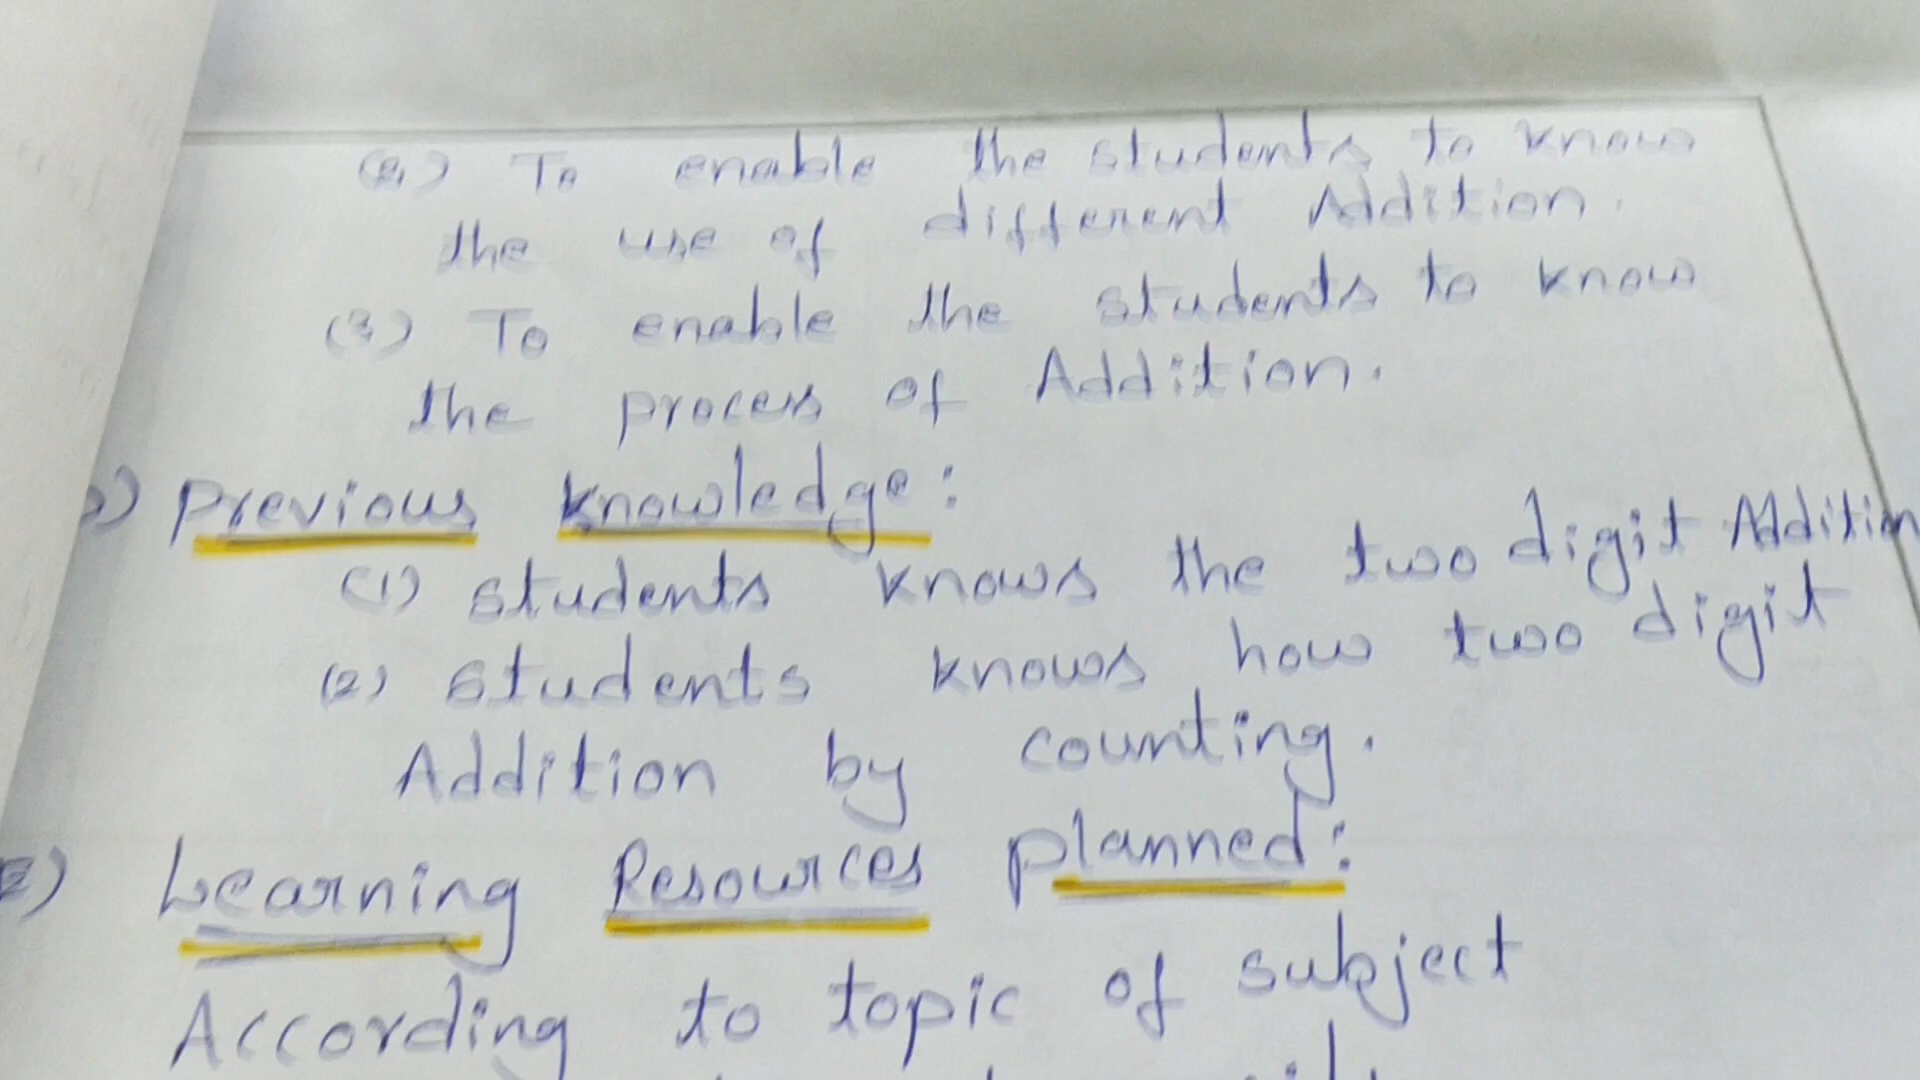 (2) To enable the students to know
the use of different Addition.
(3) To enable the students to know
the process of Addition.
) Previous knowledge:
(1) students knows the two digit Addition
(2) students knows how two digit
Addition by counting.
E) Learning Resources planned:
According to topic of subject